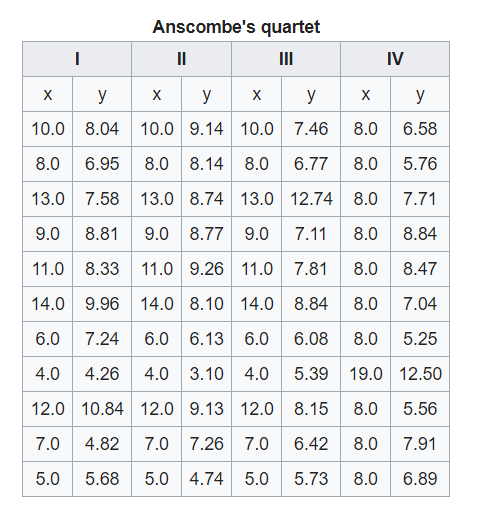 Anscombe's quartet
I II III IV
x y x y x y x y
10.0 8.04 10.0 9.14 10.0 7.46 8.0 6.58
8.0 6.95 8.0 8.14 8.0 6.77 8.0 5.76
13.0 7.58 13.0 8.74 13.0 12.74 8.0 7.71
9.0 8.81 9.0 8.77 9.0 7.11 8.0 8.84
11.0 8.33 11.0 9.26 11.0 7.81 8.0 8.47
14.0 9.96 14.0 8.10 14.0 8.84 8.0 7.04
6.0 7.24 6.0 6.13 6.0 6.08 8.0 5.25
4.0 4.26 4.0 3.10 4.0 5.39 19.0 12.50
12.0 10.84 12.0 9.13 12.0 8.15 8.0 5.56
7.0 4.82 7.0 7.26 7.0 6.42 8.0 7.91
5.0 5.68 5.0 4.74 5.0 5.73 8.0 6.89